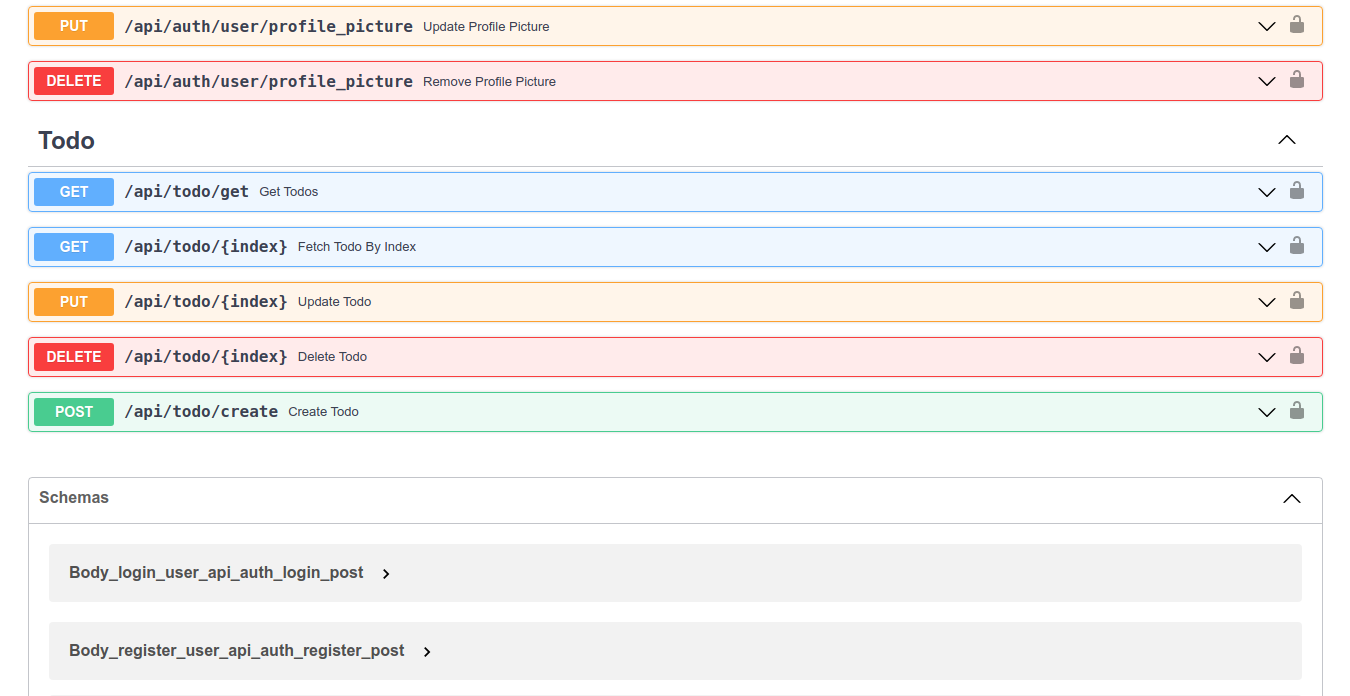 PUT /api/auth/user/profile_picture Update Profile Picture
DELETE /api/auth/user/profile_picture Remove Profile Picture
Todo
GET /api/todo/get Get Todos
GET /api/todo/{index} Fetch Todo By Index
PUT /api/todo/{index} Update Todo
DELETE /api/todo/{index} Delete Todo
POST /api/todo/create Create Todo
Schemas
Body_login_user_api_auth_login_post
Body_register_user_api_auth_register_post